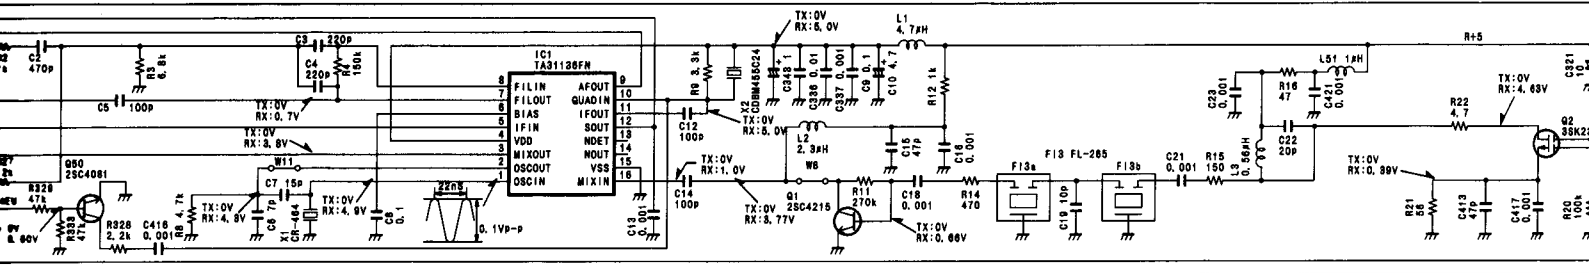 C2
470p
R3
6.8k
C3 220p
C4
220p
R4
150k
C5 100p
TX:0V
RX:0.7V
TX:0V
RX:3.8V
Q50
2SC4081
W11
R326
47k
R333
47k
R328
2.2k
C416
0.001
R8 4.7k
TX:0V
RX:4.9V
C7 15p
C6 7p
X1
CR-464
TX:0V
RX:4.9V
C8
0.1
22nS
0.1Vp-p
IC1
TA31136FN
8 FILIN AFOUT 9
7 FILOUT QUADIN 10
6 BIAS IFOUT 11
5 IFIN SOUT 12
4 VDD NDET 13
3 MIXOUT NOUT 14
2 OSCOUT VSS 15
1 OSCIN MIXIN 16
C13
0.001
C12
100p
C14
100p
R9 3.3k
X2
CDBM455C24
TX:0V
RX:5.0V
TX:0V
RX:5.0V
TX:0V
RX:1.0V
TX:0V
RX:3.77V
C348 1
C336 0.01
C337 0.001
C9 0.1
C10 4.7
L1
4.7μH
R12 1k
L2
2.3μH
W6
C15
47p
C16
0.001
Q1
2SC4215
R11
270k
C18
0.001
TX:0V
RX:0.66V
R14
470
FI3a
FI3 FL-265
C19 10p
FI3b
C21
0.001
R15
150
C23
0.001
L3 0.56μH
R16
47
C421
0.001
L51 1μH
C22
20p
R+5
R22
4.7
TX:0V
RX:4.63V
TX:0V
RX:0.39V
R21
56
C413
47p
C417
0.001
Q2
C321
10
R20
100k